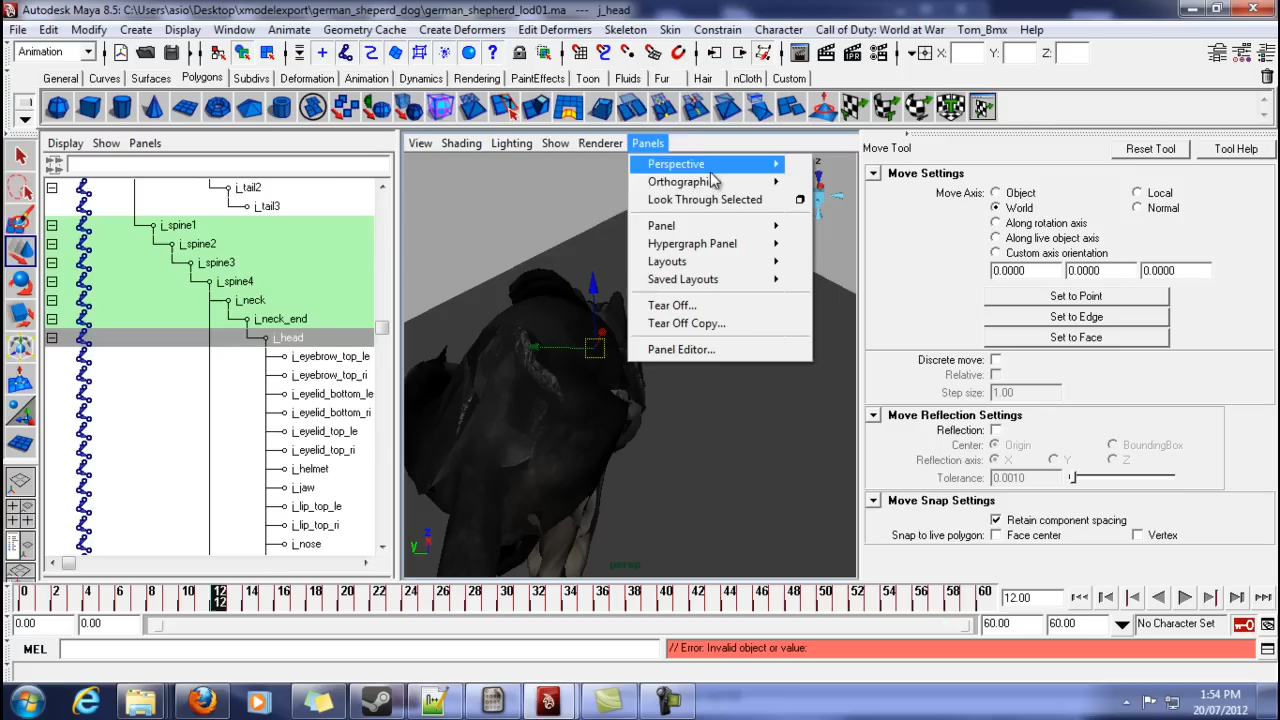 Autodesk Maya 8.5: C:\Users\asio\Desktop\xmodelexport\german_sheperd_dog\german_shepherd_lod01.ma --- j_head
File Edit Modify Create Display Window Animate Geometry Cache Create Deformers Edit Deformers Skeleton Skin Constrain Character Call of Duty: World at War Tom_Bmx Help
Animation X: Y: Z:
General Curves Surfaces Polygons Subdivs Deformation Animation Dynamics Rendering PaintEffects Toon Fluids Fur Hair nCloth Custom
Display Show Panels
j_tail2
j_tail3
j_spine1
j_spine2
j_spine3
j_spine4
j_neck
j_neck_end
j_head
j_eyebrow_top_le
j_eyebrow_top_ri
j_eyelid_bottom_le
j_eyelid_bottom_ri
j_eyelid_top_le
j_eyelid_top_ri
j_helmet
j_jaw
j_lip_top_le
j_lip_top_ri
j_nose
View Shading Lighting Show Renderer Panels
Perspective
Orthographi
Look Through Selected
Panel
Hypergraph Panel
Layouts
Saved Layouts
Tear Off...
Tear Off Copy...
Panel Editor...
z
z
x
y
persp
Move Tool Reset Tool Tool Help
Move Settings
Move Axis: Object Local
World Normal
Along rotation axis
Along live object axis
Custom axis orientation
0.0000 0.0000 0.0000
Set to Point
Set to Edge
Set to Face
Discrete move:
Relative:
Step size: 1.00
Move Reflection Settings
Reflection:
Center: Origin BoundingBox
Reflection axis: X Y Z
Tolerance: 0.0010
Move Snap Settings
Retain component spacing
Snap to live polygon: Face center Vertex
0 2 4 6 8 10 12 14 16 18 20 22 24 26 28 30 32 34 36 38 40 42 44 46 48 50 52 54 56 58 60 12.00
12
0.00 0.00 60.00 60.00 No Character Set
MEL // Error: Invalid object or value:
1:54 PM
20/07/2012